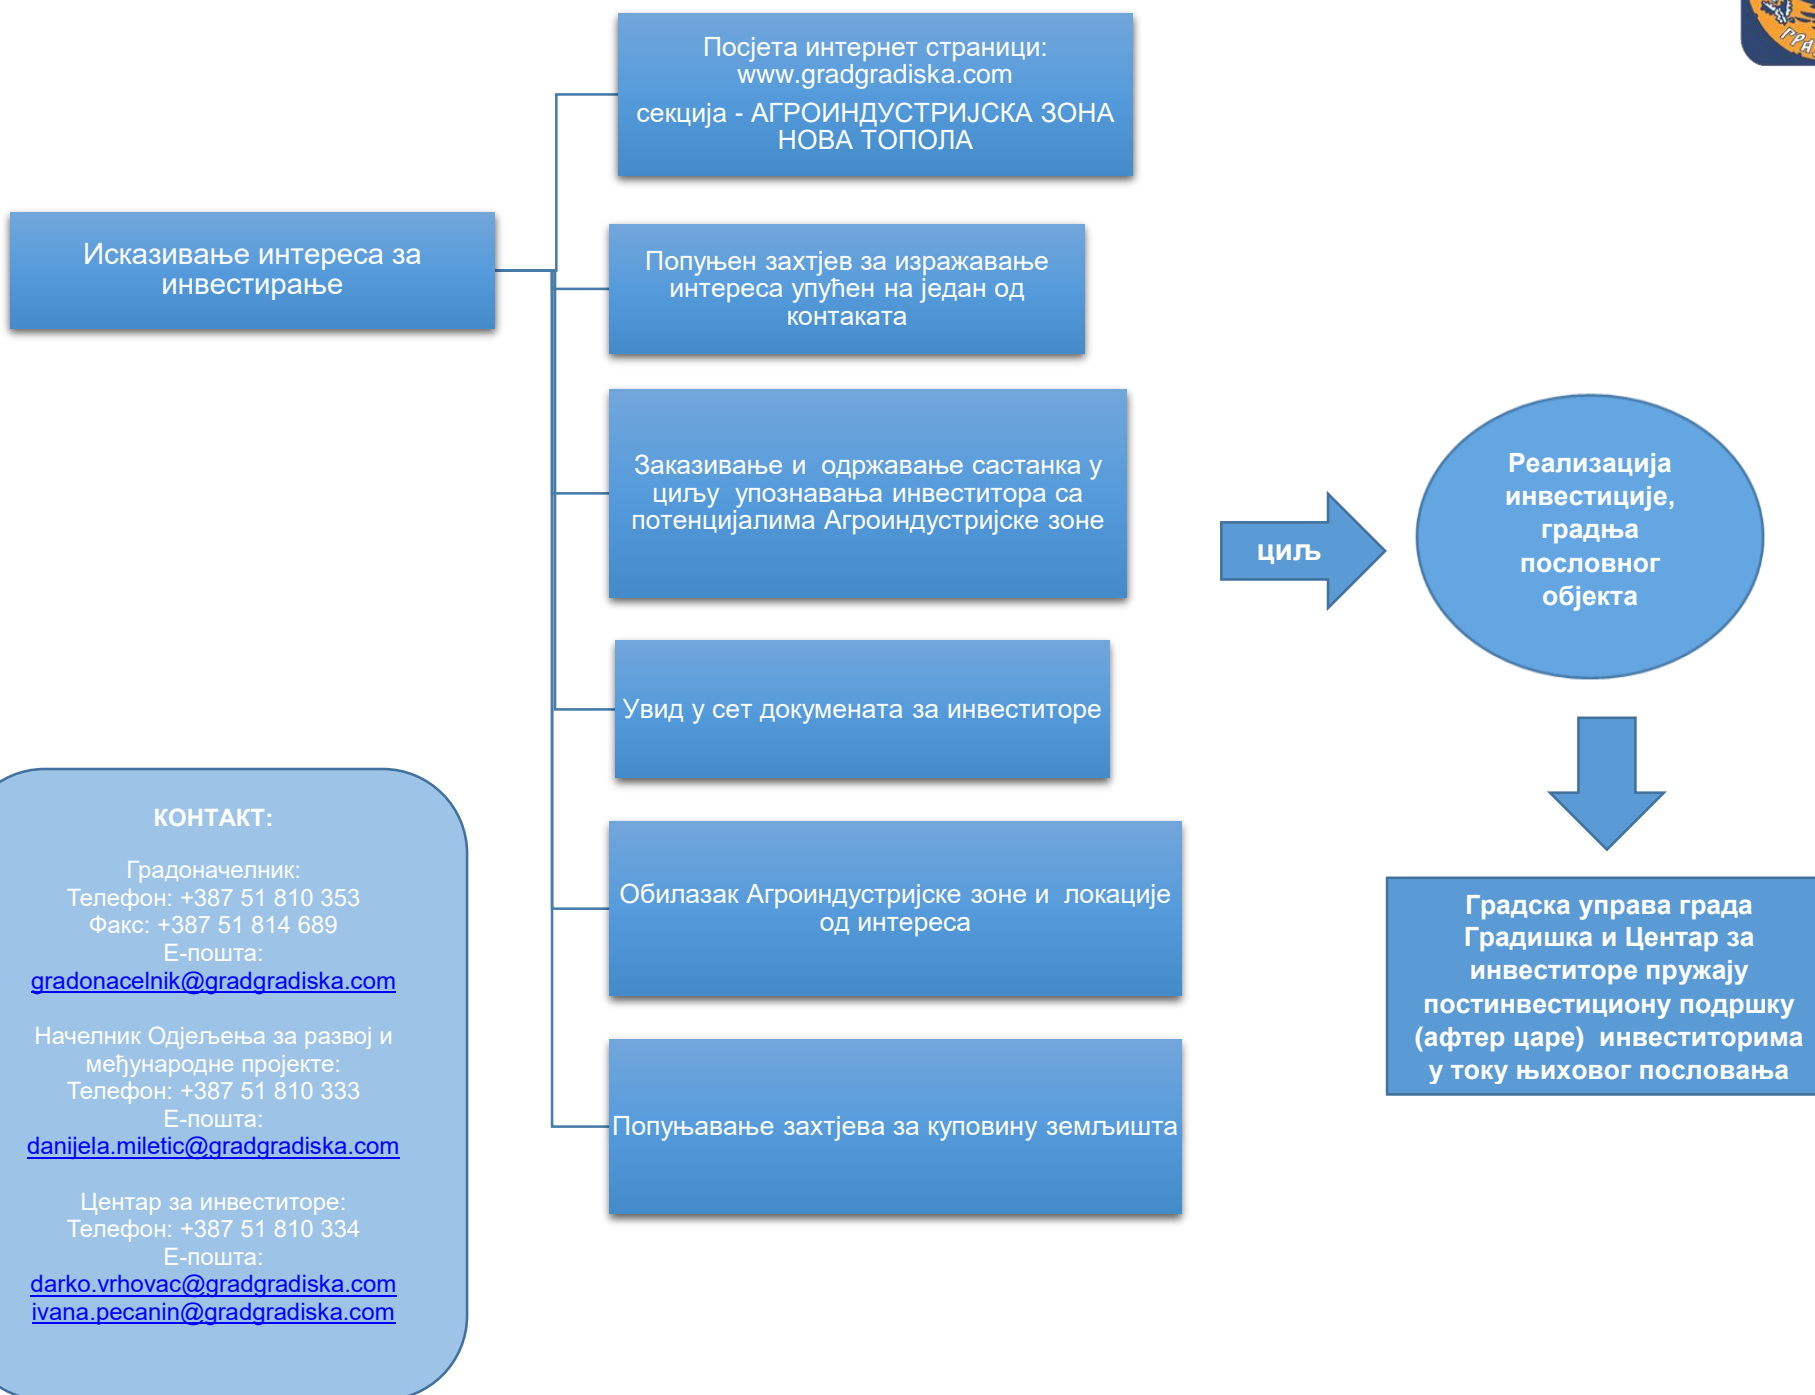 Посјета интернет страници:
www.gradgradiska.com
секција - АГРОИНДУСТРИЈСКА ЗОНА
НОВА ТОПОЛА
Исказивање интереса за
инвестирање
Попуњен захтјев за изражавање
интереса упућен на један од
контаката
Заказивање и  одржавање састанка у
циљу  упознавања инвеститора са
потенцијалима Агроиндустријске зоне
Увид у сет докумената за инвеститоре
Обилазак Агроиндустријске зоне и  локације
од интереса
Попуњавање захтјева за куповину земљишта
циљ
Реализација
инвестиције,
градња
пословног
објекта
Градска управа града
Градишка и Центар за
инвеститоре пружају
постинвестициону подршку
(афтер царе)  инвеститорима
у току њиховог пословања
КОНТАКТ:
Градоначелник:
Телефон: +387 51 810 353
Факс: +387 51 814 689
Е-пошта:
gradonacelnik@gradgradiska.com
Начелник Одјељења за развој и
међународне пројекте:
Телефон: +387 51 810 333
Е-пошта:
danijela.miletic@gradgradiska.com
Центар за инвеститоре:
Телефон: +387 51 810 334
Е-пошта:
darko.vrhovac@gradgradiska.com
ivana.pecanin@gradgradiska.com